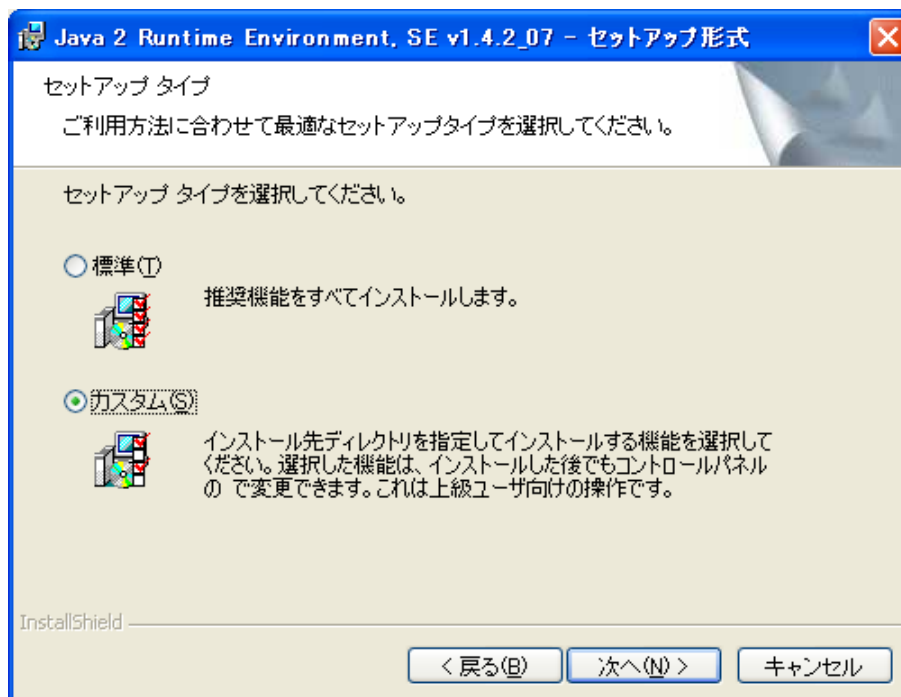 Java 2 Runtime Environment, SE v1.4.2_07 - セットアップ形式
セットアップ タイプ
ご利用方法に合わせて最適なセットアップタイプを選択してください。
セットアップ タイプを選択してください。
標準(T)
推奨機能をすべてインストールします。
カスタム(S)
インストール先ディレクトリを指定してインストールする機能を選択して
ください。選択した機能は、インストールした後でもコントロールパネル
の で変更できます。これは上級ユーザ向けの操作です。
InstallShield
< 戻る(B)
次へ(N) >
キャンセル